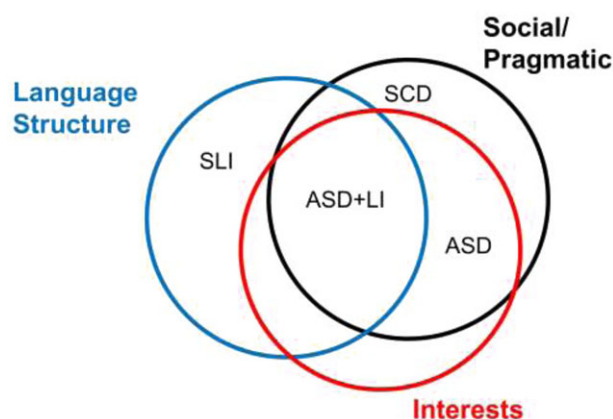 Social/
Pragmatic
Language
Structure
SCD
SLI
ASD+LI
ASD
Interests